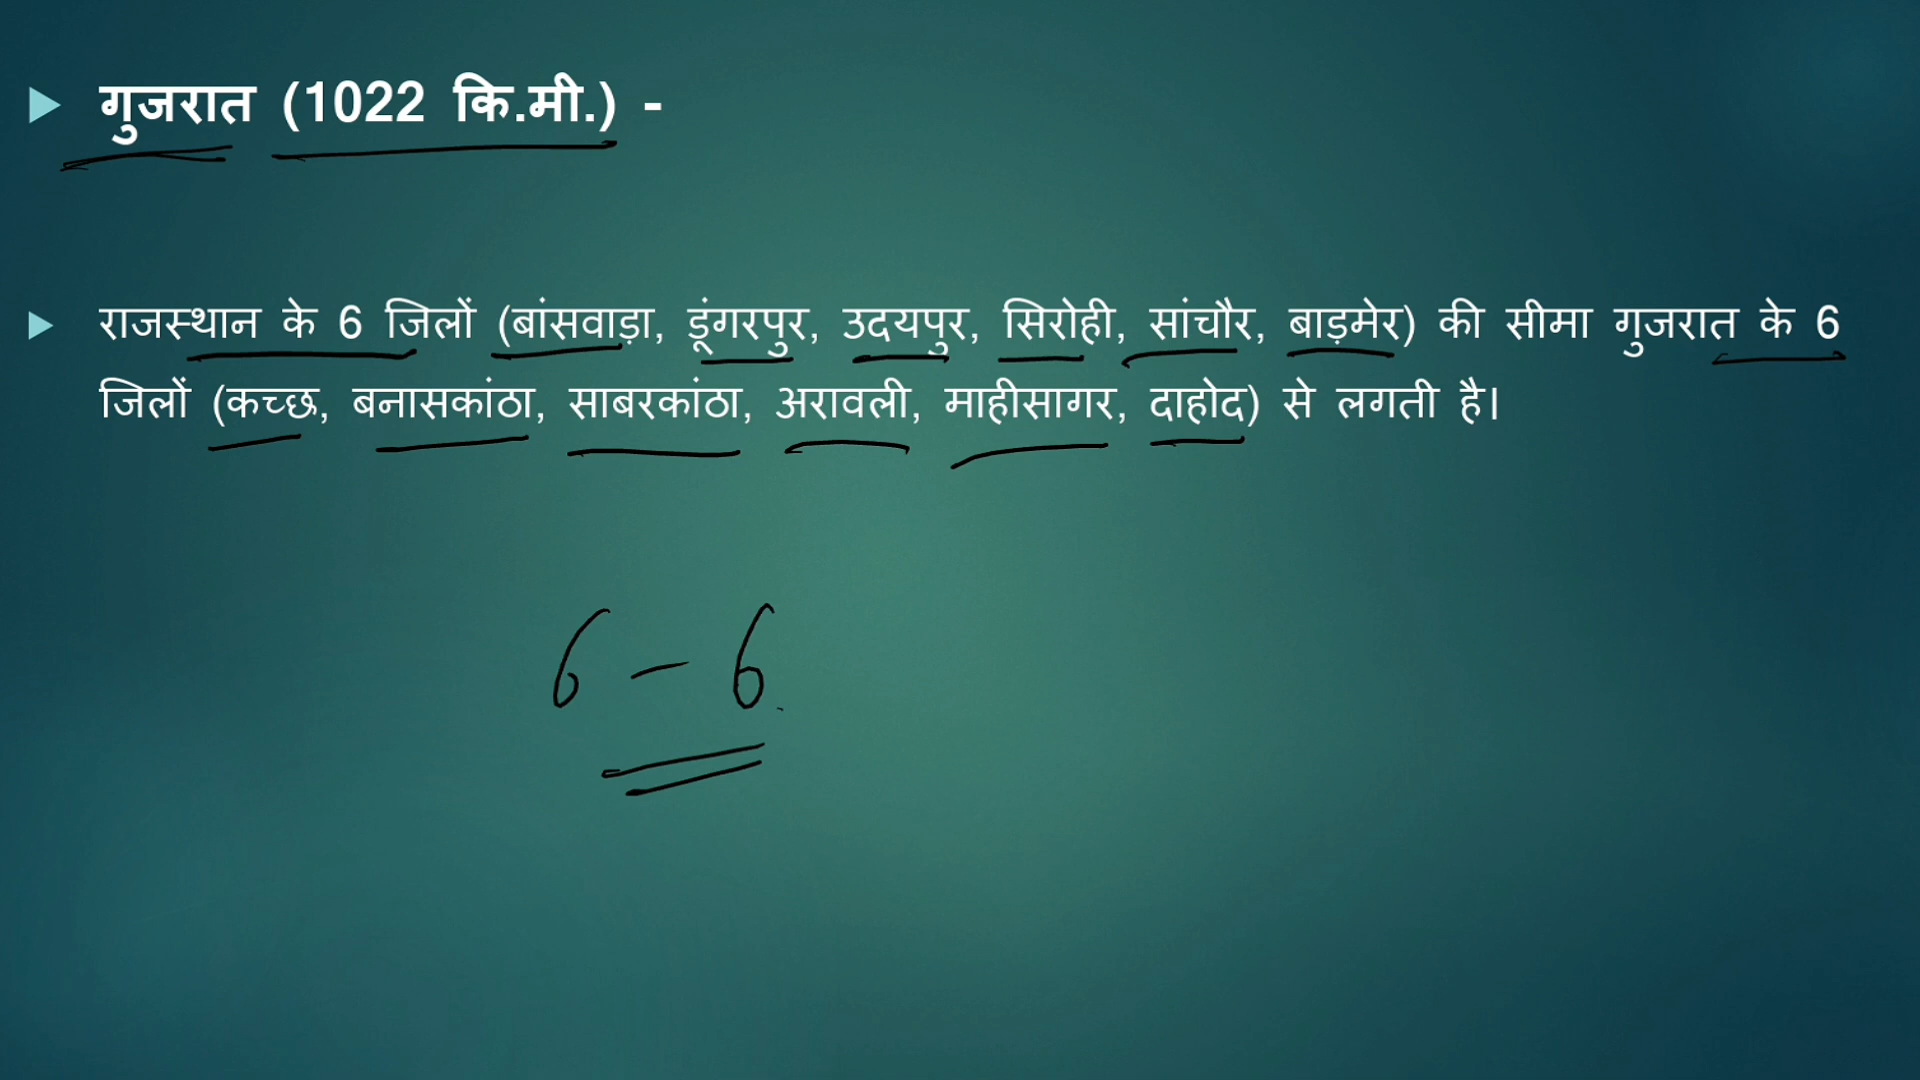 गुजरात (1022 कि.मी.) -
राजस्थान के 6 जिलों (बांसवाड़ा, डूंगरपुर, उदयपुर, सिरोही, सांचौर, बाड़मेर) की सीमा गुजरात के 6
जिलों (कच्छ, बनासकांठा, साबरकांठा, अरावली, माहीसागर, दाहोद) से लगती है।
6 - 6